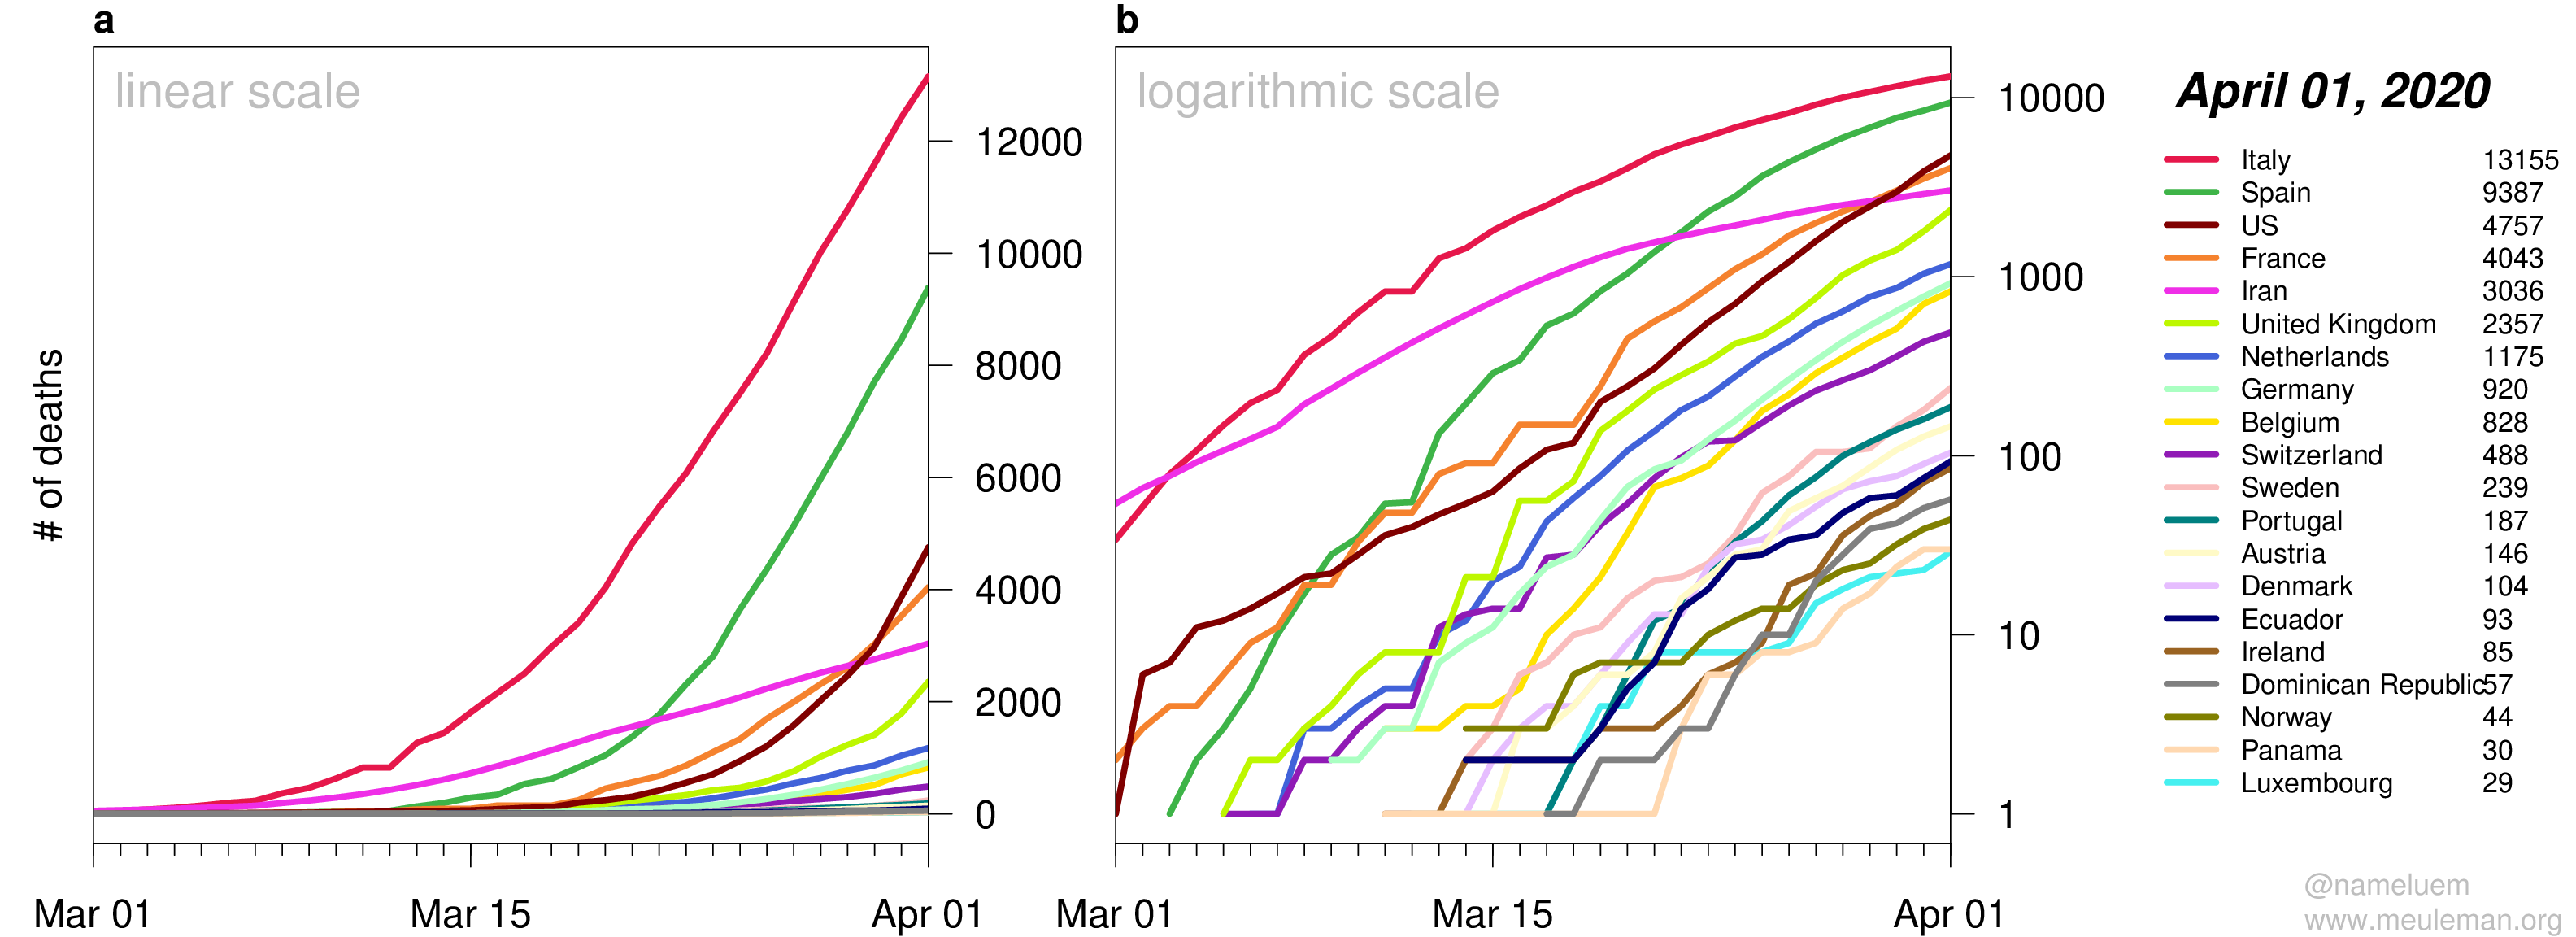 a
linear scale
# of deaths
12000
10000
8000
6000
4000
2000
0
Mar 01
Mar 15
Apr 01
b
logarithmic scale
10000
1000
100
10
1
Mar 01
Mar 15
Apr 01
April 01, 2020
Italy 13155
Spain 9387
US 4757
France 4043
Iran 3036
United Kingdom 2357
Netherlands 1175
Germany 920
Belgium 828
Switzerland 488
Sweden 239
Portugal 187
Austria 146
Denmark 104
Ecuador 93
Ireland 85
Dominican Republic 57
Norway 44
Panama 30
Luxembourg 29
@nameluem
www.meuleman.org